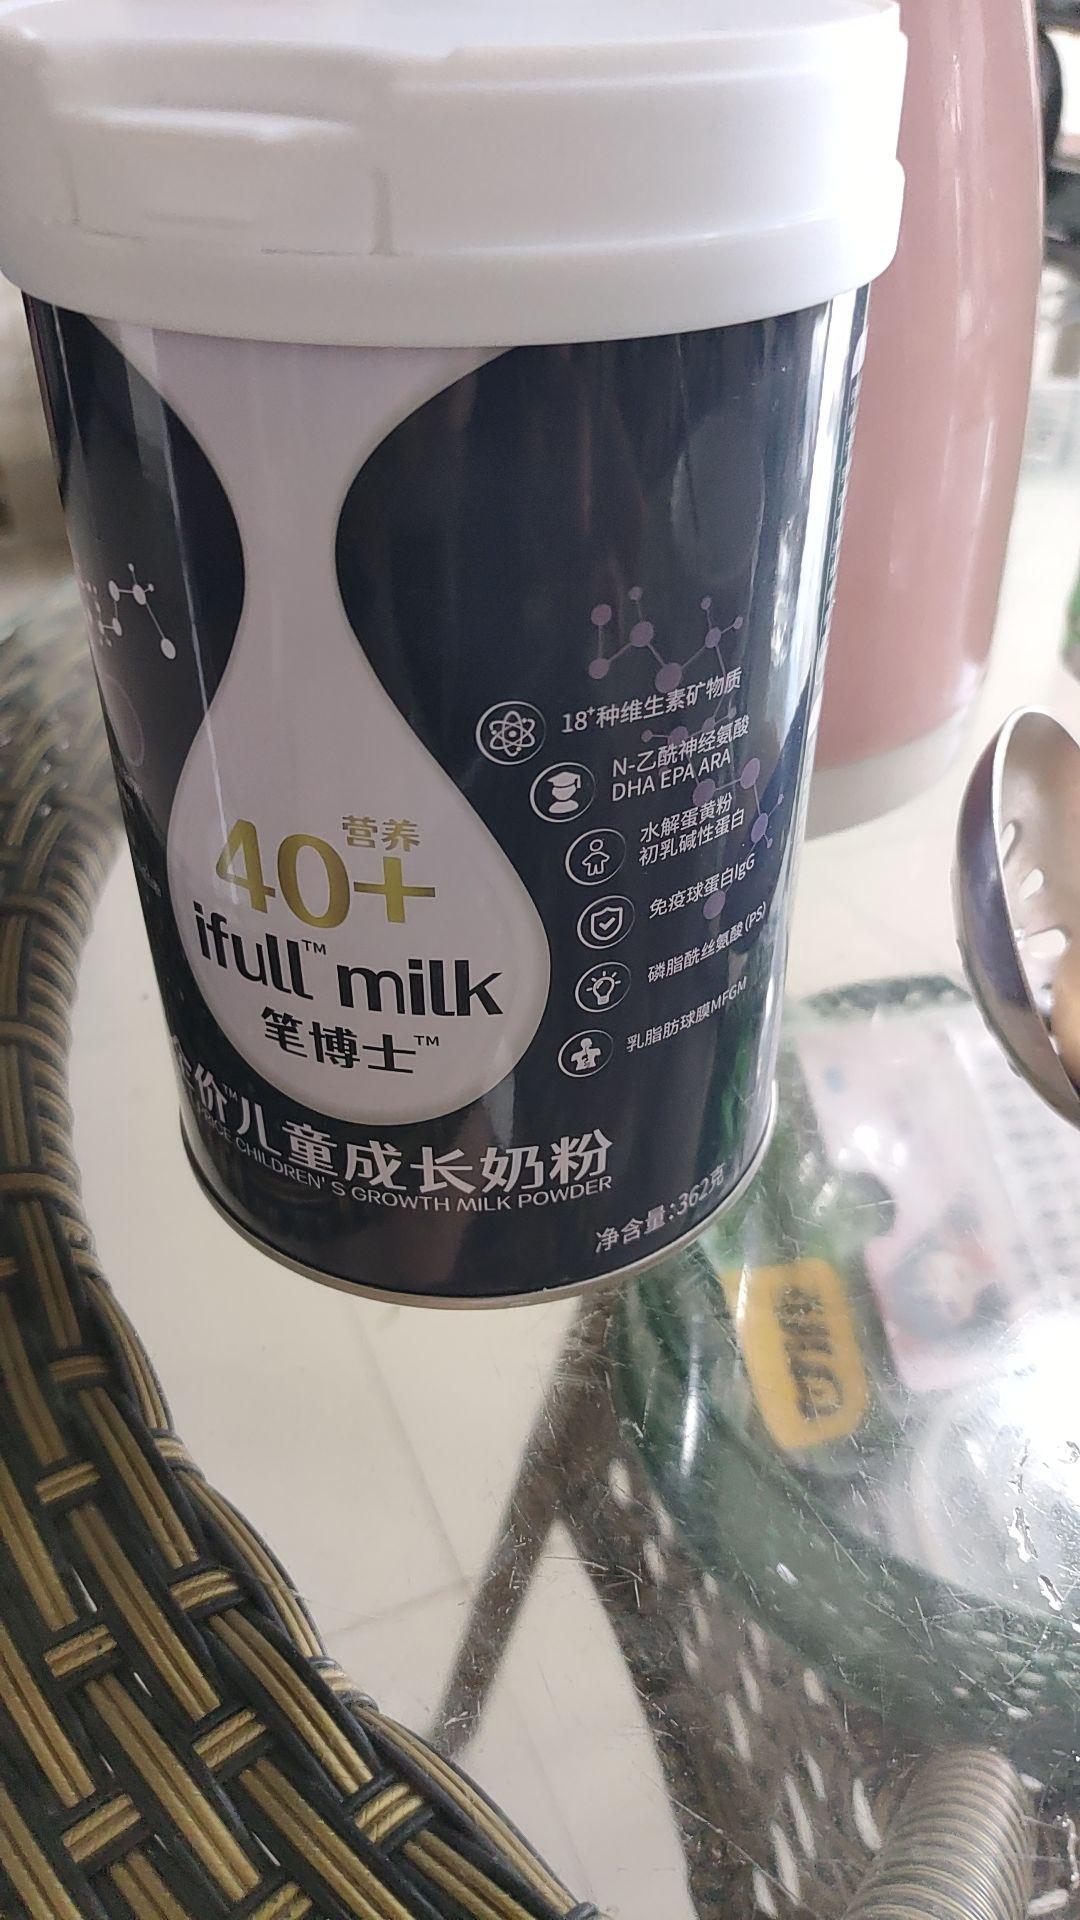 营养
40+
ifull™ milk
笔博士™
价™儿童成长奶粉
CHILDREN'S GROWTH MILK POWDER
净含量:362克
18⁺种维生素矿物质
N-乙酰神经氨酸
DHA EPA ARA
水解蛋黄粉
初乳碱性蛋白
免疫球蛋白IgG
磷脂酰丝氨酸(PS)
乳脂肪球膜MFGM